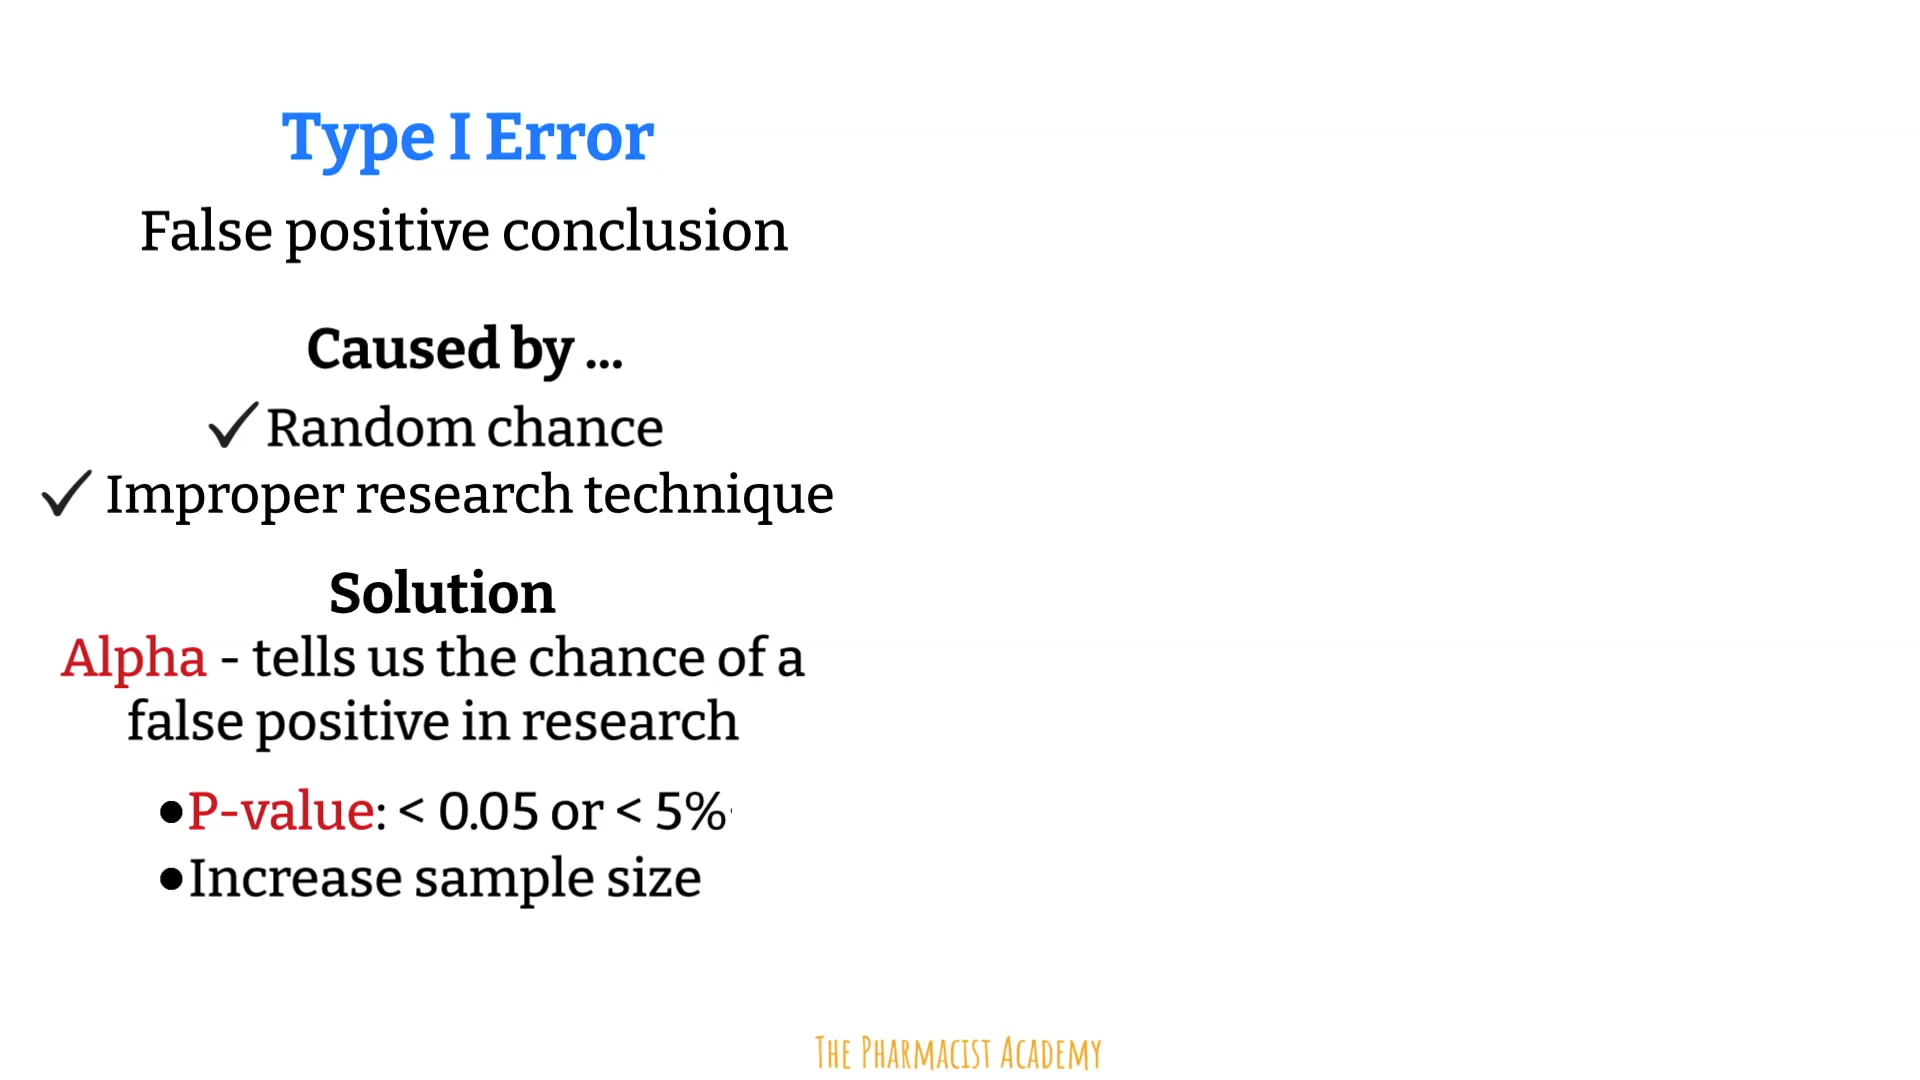 Type I Error
False positive conclusion
Caused by ...
✓ Random chance
✓ Improper research technique
Solution
Alpha - tells us the chance of a
false positive in research
●P-value: < 0.05 or < 5%
●Increase sample size
THE PHARMACIST ACADEMY